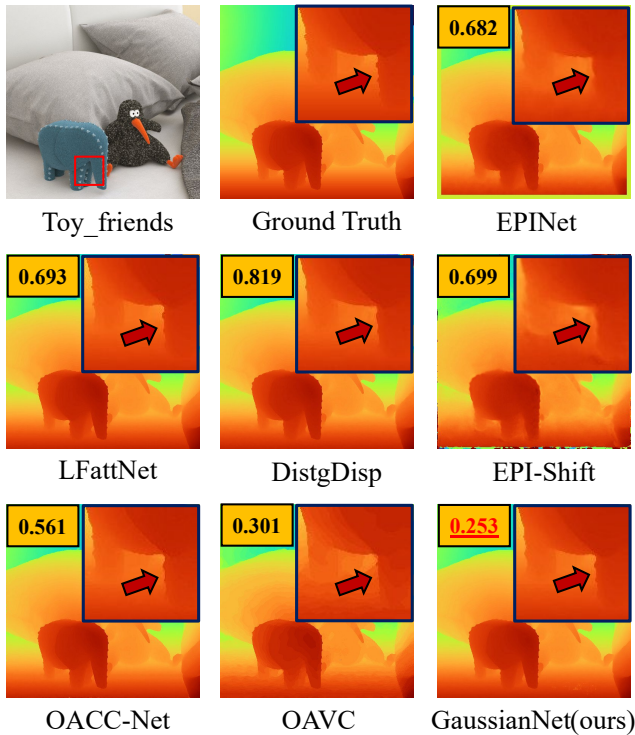 0.682
Toy_friends
Ground Truth
EPINet
0.693
0.819
0.699
LFattNet
DistgDisp
EPI-Shift
0.561
0.301
0.253
OACC-Net
OAVC
GaussianNet(ours)